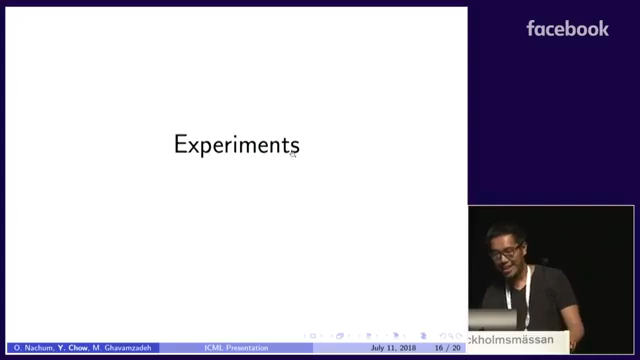 facebook
Experiments
O. Nachum, Y. Chow, M. Ghavamzadeh ICML Presentation July 11, 2018 16 / 20
ckholmsmässan